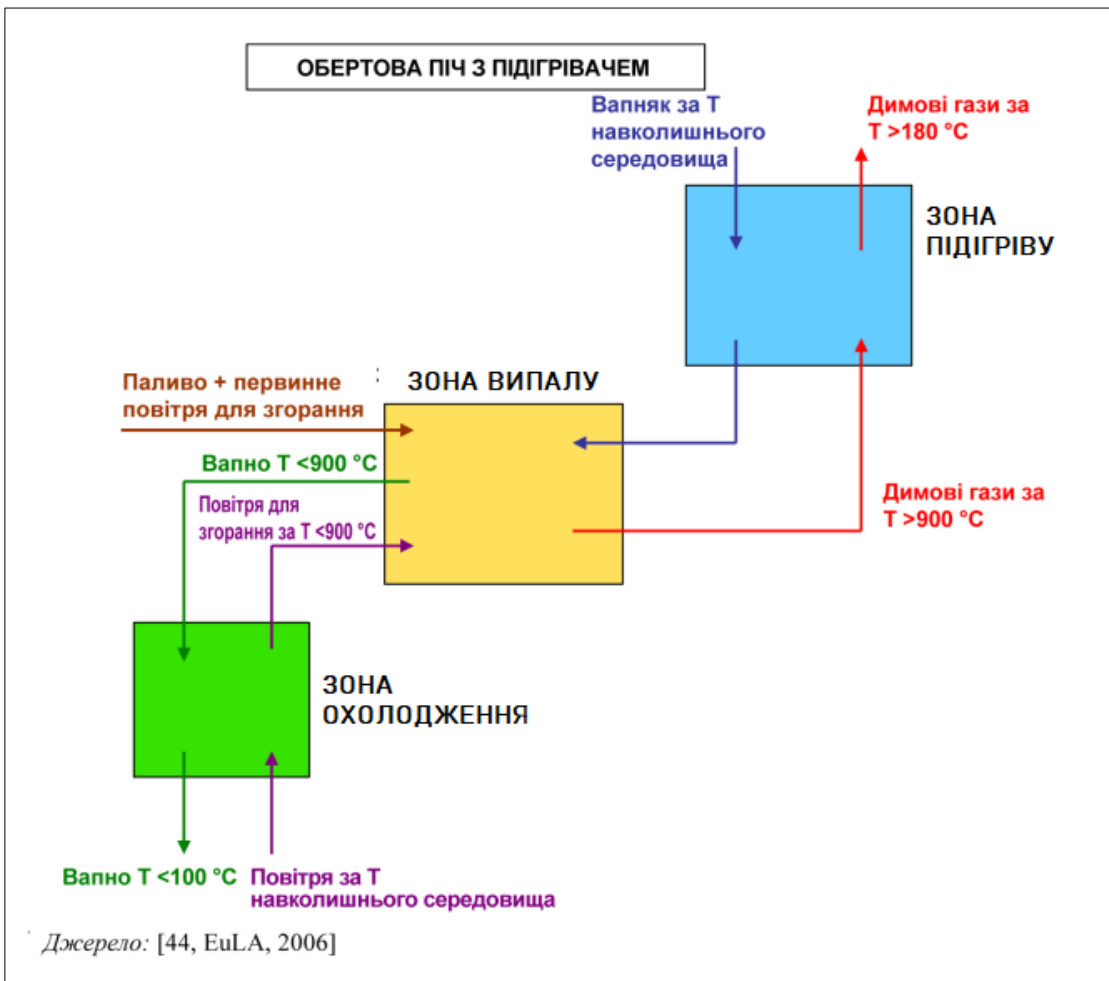 ОБЕРТОВА ПІЧ З ПІДІГРІВАЧЕМ
Вапняк за Т
навколишнього
середовища
Димові гази за
Т >180 °C
ЗОНА
ПІДІГРІВУ
ЗОНА ВИПАЛУ
Паливо + первинне
повітря для згорання
Вапно Т <900 °C
Повітря для
згорання за Т <900 °C
Димові гази за
Т >900 °C
ЗОНА
ОХОЛОДЖЕННЯ
Вапно Т <100 °C
Повітря за Т
навколишнього середовища
Джерело: [44, EuLA, 2006]